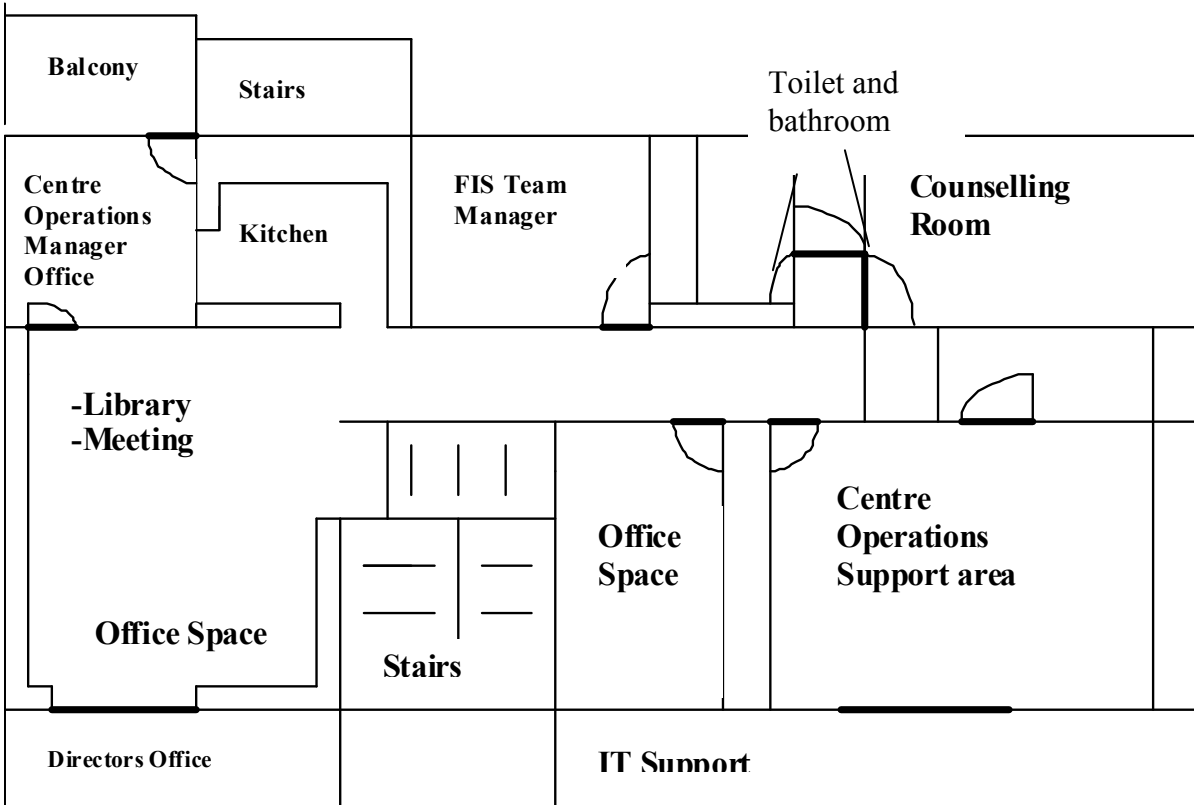 Balcony
Stairs
Toilet and
bathroom
Centre
Operations
Manager
Office
Kitchen
FIS Team
Manager
Counselling
Room
-Library
-Meeting
Office Space
Stairs
Office
Space
Centre
Operations
Support area
Directors Office
IT Support